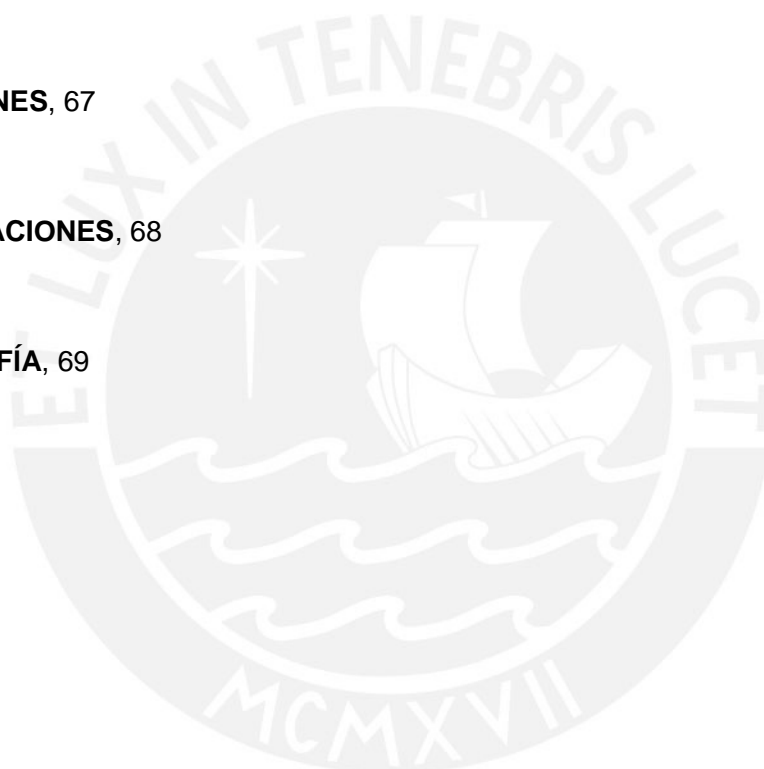 NES, 67
ACIONES, 68
FÍA, 69
ET LUX IN TENEBRIS LUCET
MCMXVII